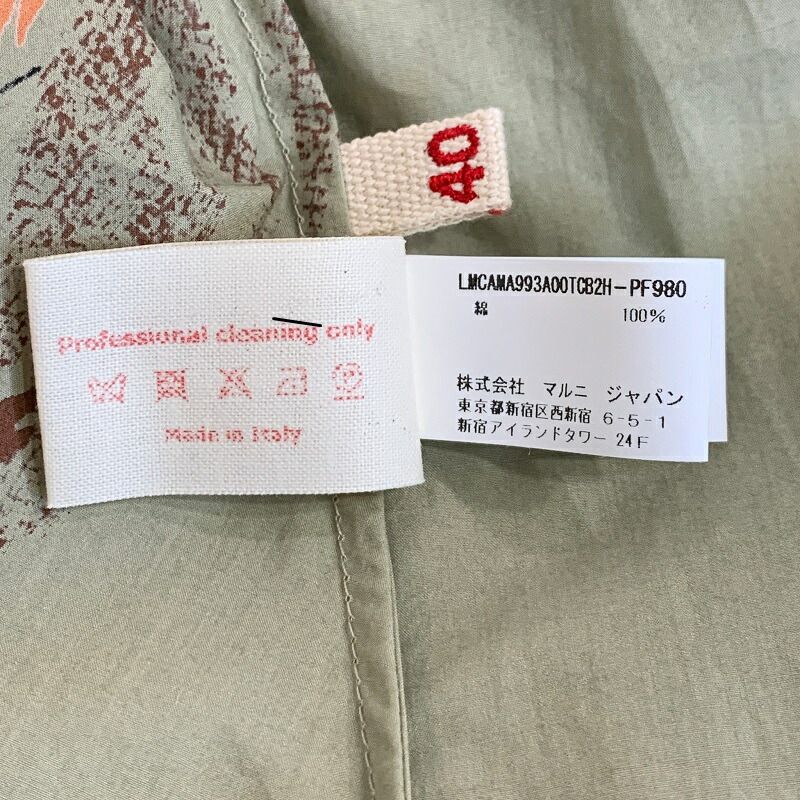 40
Professional cleaning only
Made in Italy
LMCAMA993A00TCB2H-PF980
綿 100%
株式会社 マルニ ジャパン
東京都新宿区西新宿 6-5-1
新宿アイランドタワー 24F